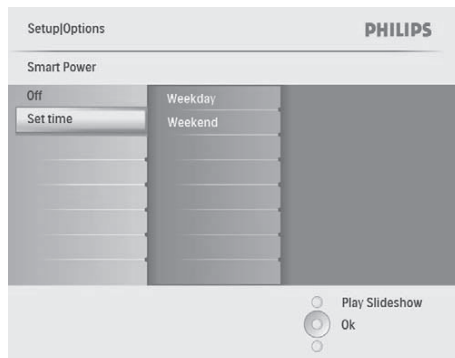 Setup|Options
PHILIPS
Smart Power
Off
Set time
Weekday
Weekend
Play Slideshow
Ok